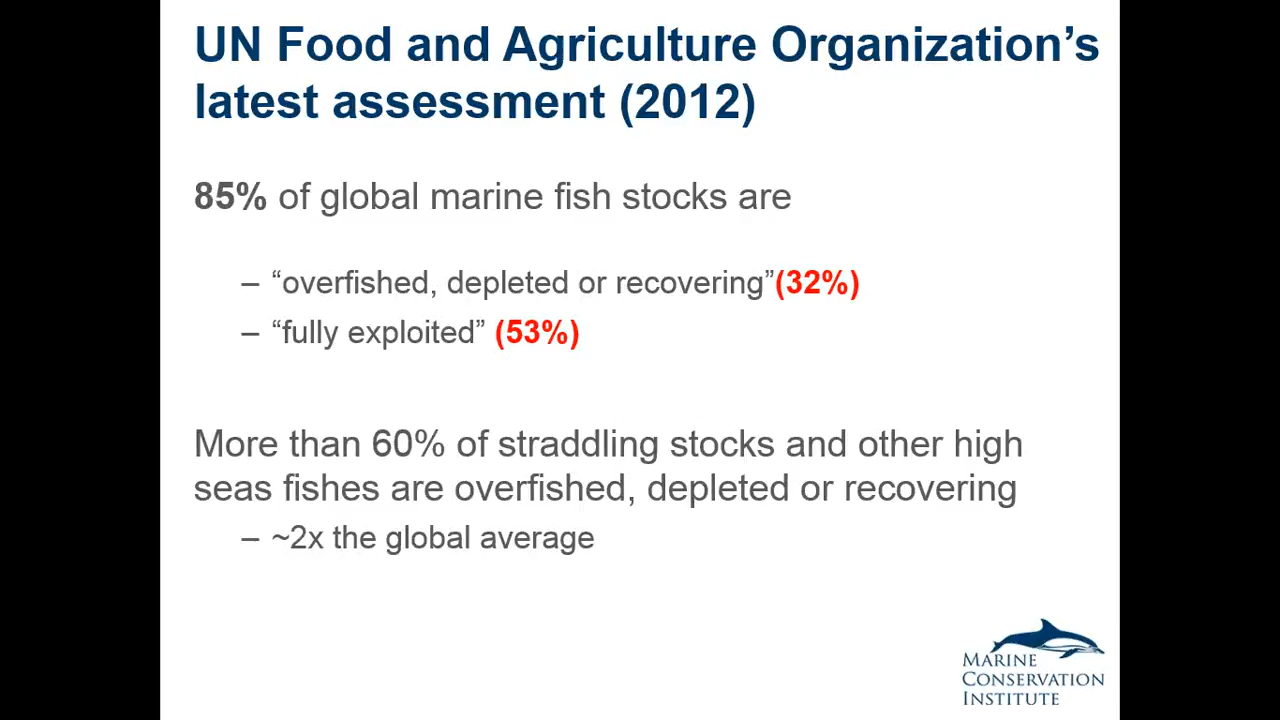 UN Food and Agriculture Organization’s
latest assessment (2012)
85% of global marine fish stocks are
– “overfished, depleted or recovering”(32%)
– “fully exploited” (53%)
More than 60% of straddling stocks and other high
seas fishes are overfished, depleted or recovering
– ~2x the global average
MARINE
CONSERVATION
INSTITUTE